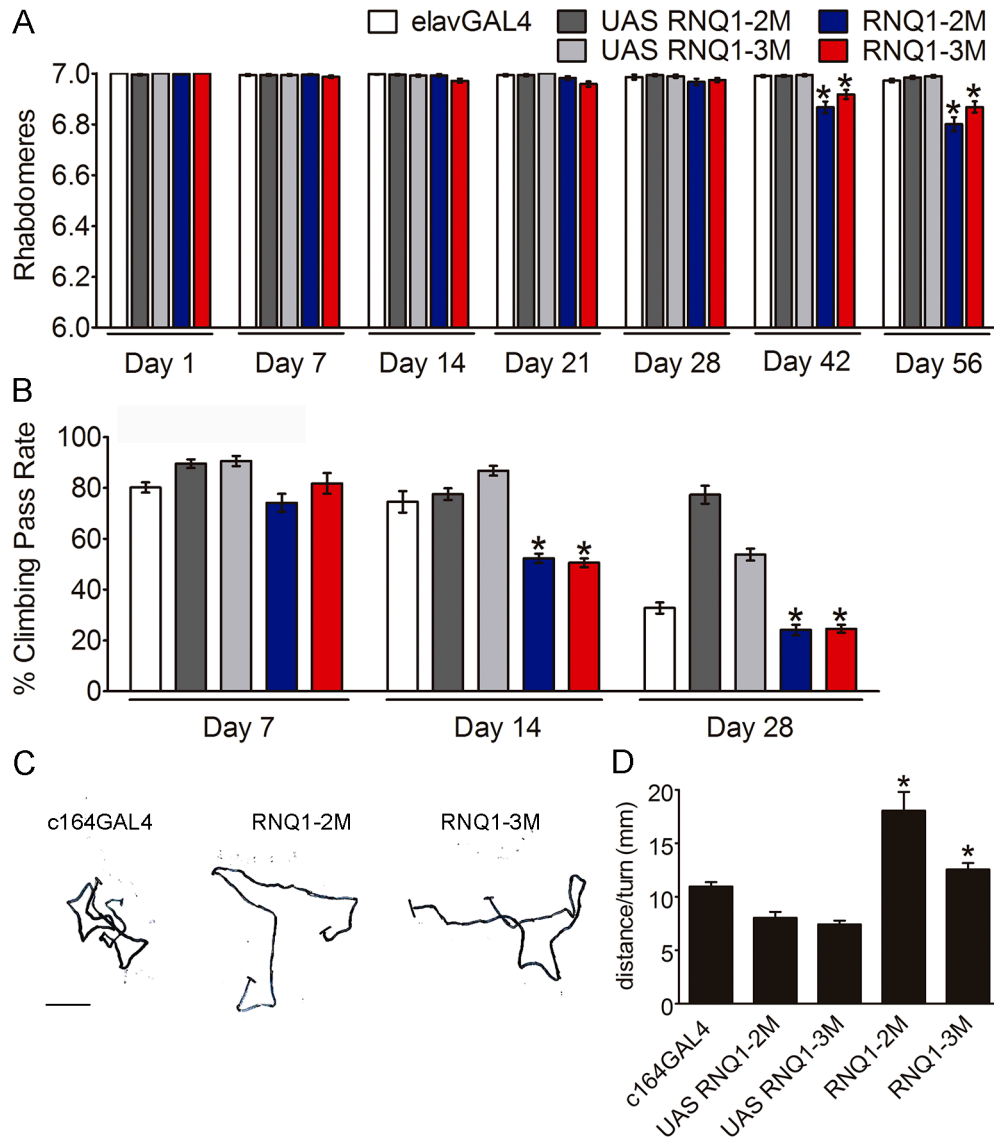 A
elavGAL4 UAS RNQ1-2M RNQ1-2M
UAS RNQ1-3M RNQ1-3M
Rhabdomeres
7.0
6.8
6.6
6.4
6.2
6.0
* * * *
Day 1 Day 7 Day 14 Day 21 Day 28 Day 42 Day 56
B
% Climbing Pass Rate
100
80
60
40
20
0
* * * *
Day 7 Day 14 Day 28
C
c164GAL4 RNQ1-2M RNQ1-3M
D
distance/turn (mm)
20
15
10
5
0
* *
c164GAL4
UAS RNQ1-2M
UAS RNQ1-3M
RNQ1-2M
RNQ1-3M